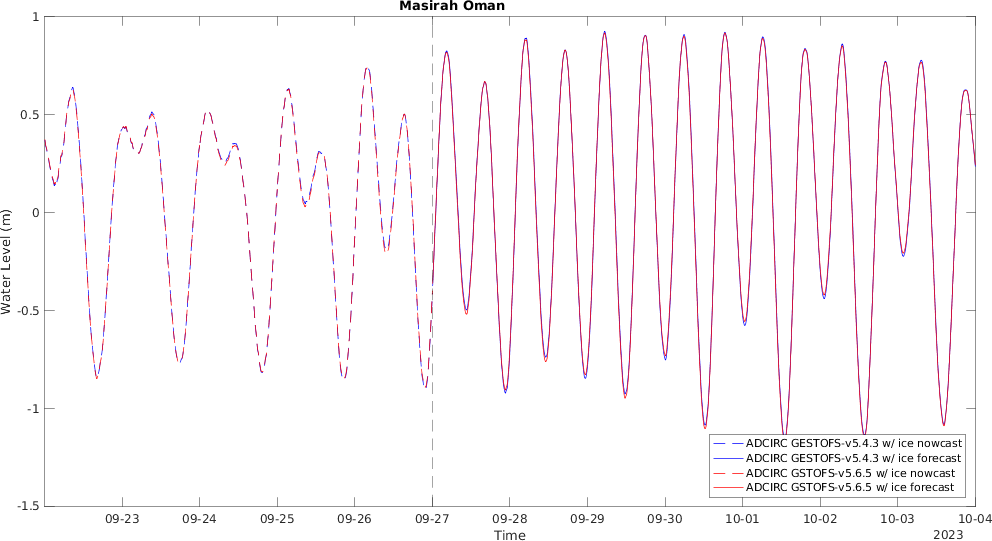 Masirah Oman
1
0.5
0
-0.5
-1
-1.5
Water Level (m)
ADCIRC GESTOFS-v5.4.3 w/ ice nowcast
ADCIRC GESTOFS-v5.4.3 w/ ice forecast
ADCIRC GSTOFS-v5.6.5 w/ ice nowcast
ADCIRC GSTOFS-v5.6.5 w/ ice forecast
09-23 09-24 09-25 09-26 09-27 09-28 09-29 09-30 10-01 10-02 10-03 10-04
Time
2023